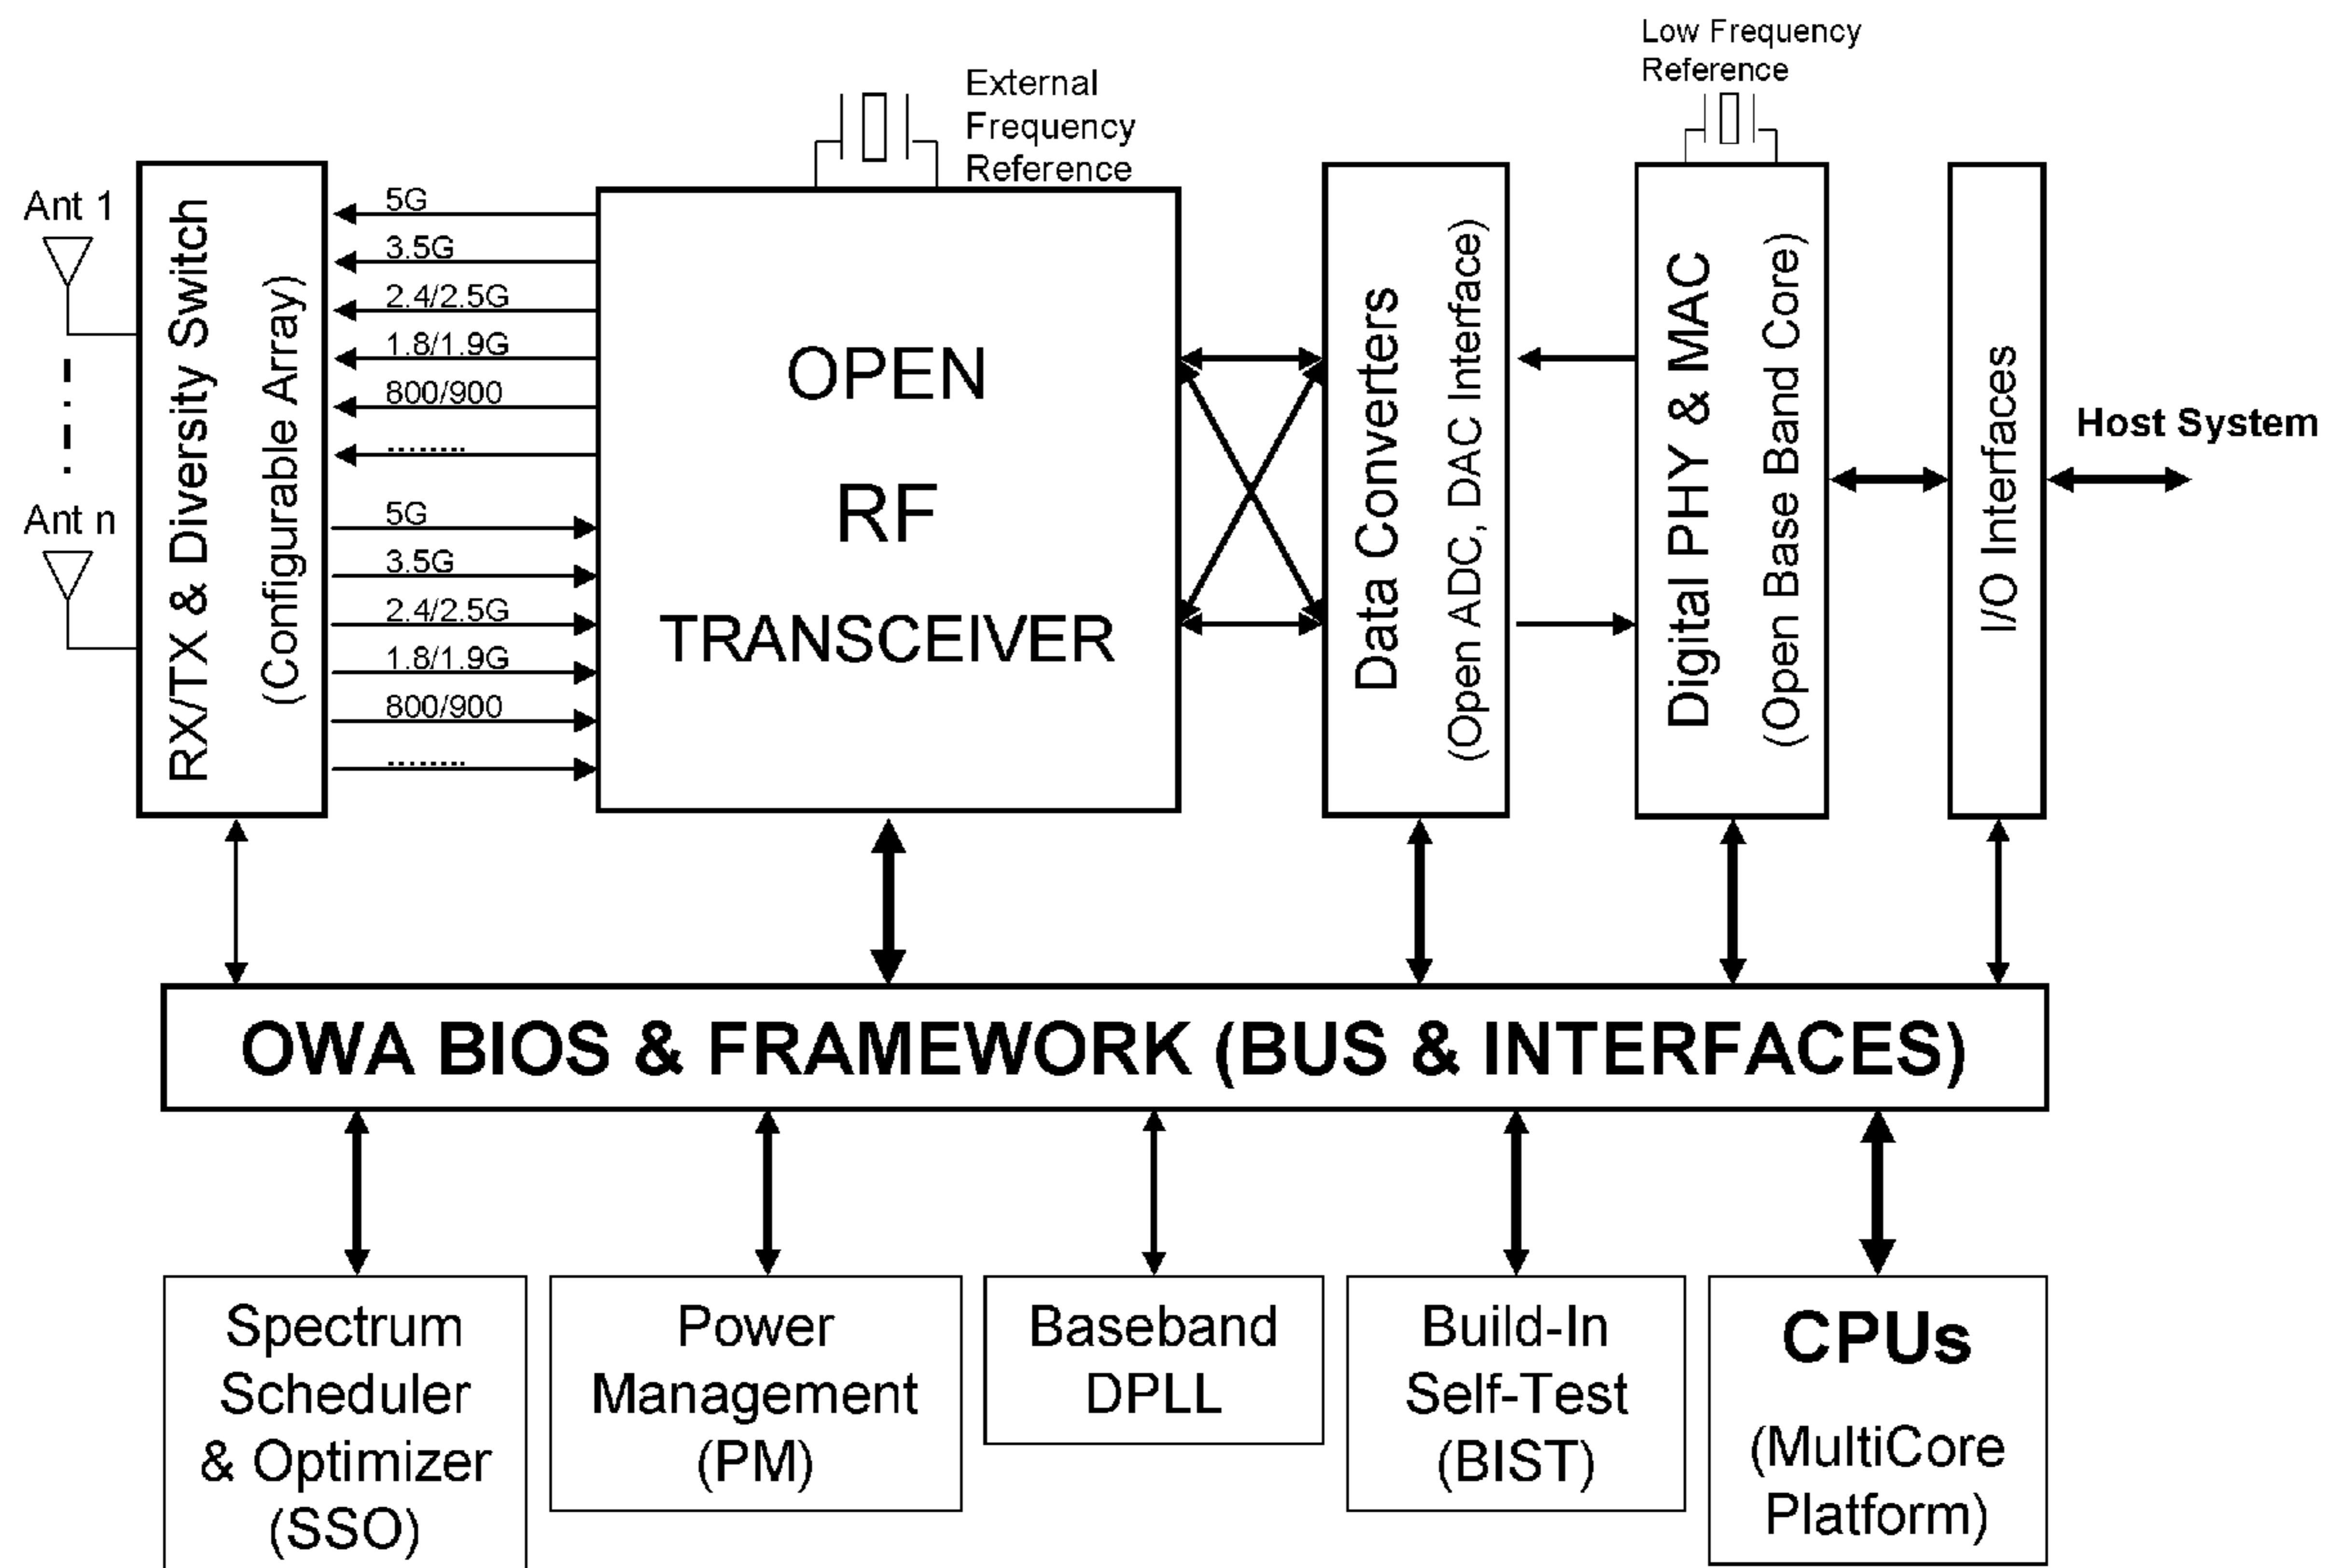 Low Frequency
Reference
External
Frequency
Reference
Ant 1
Ant n
RX/TX & Diversity Switch
(Configurable Array)
5G
3.5G
2.4/2.5G
1.8/1.9G
800/900
........
5G
3.5G
2.4/2.5G
1.8/1.9G
800/900
........
OPEN
RF
TRANSCEIVER
Data Converters
(Open ADC, DAC Interface)
Digital PHY & MAC
(Open Base Band Core)
I/O Interfaces
Host System
OWA BIOS & FRAMEWORK (BUS & INTERFACES)
Spectrum
Scheduler
& Optimizer
(SSO)
Power
Management
(PM)
Baseband
DPLL
Build-In
Self-Test
(BIST)
CPUs
(MultiCore
Platform)